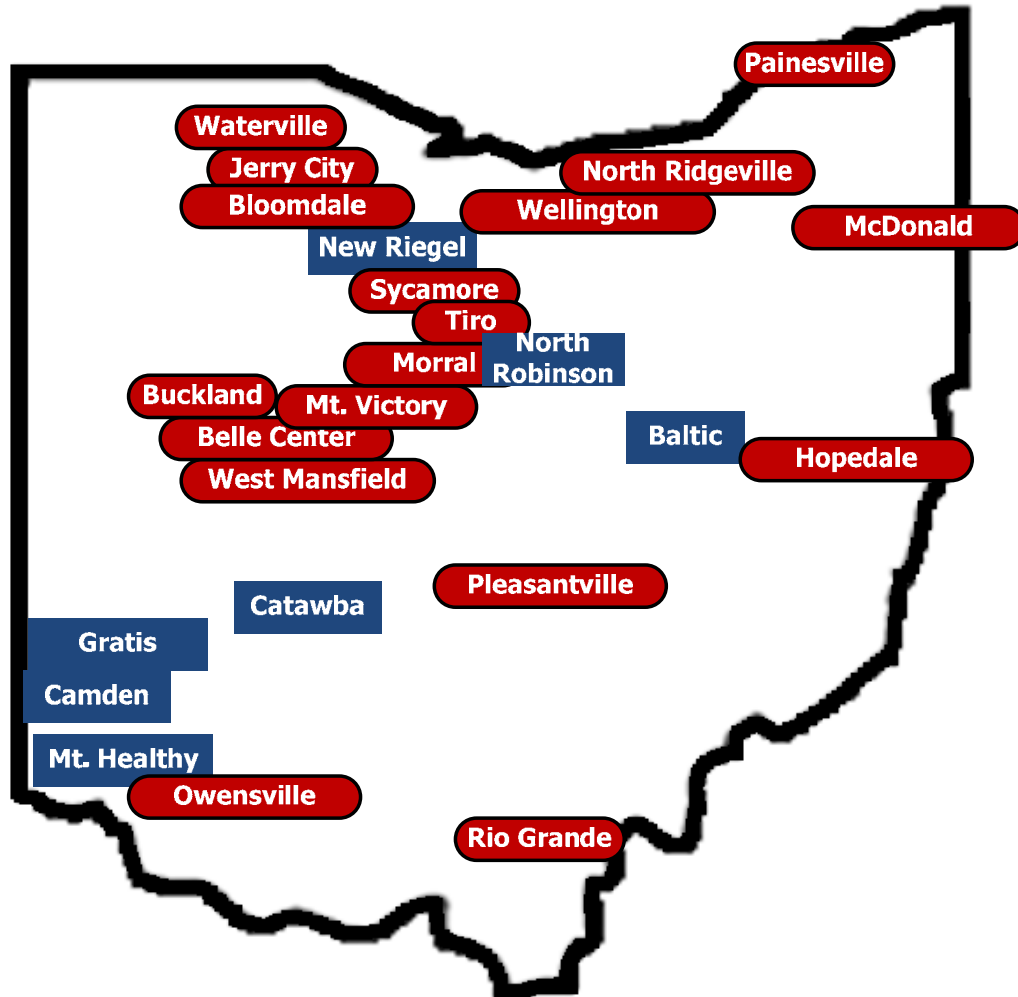 Painesville
Waterville
Jerry City
North Ridgeville
Bloomdale
Wellington
McDonald
New Riegel
Sycamore
Tiro
North
Robinson
Morral
Buckland
Mt. Victory
Belle Center
Baltic
Hopedale
West Mansfield
Pleasantville
Catawba
Gratis
Camden
Mt. Healthy
Owensville
Rio Grande